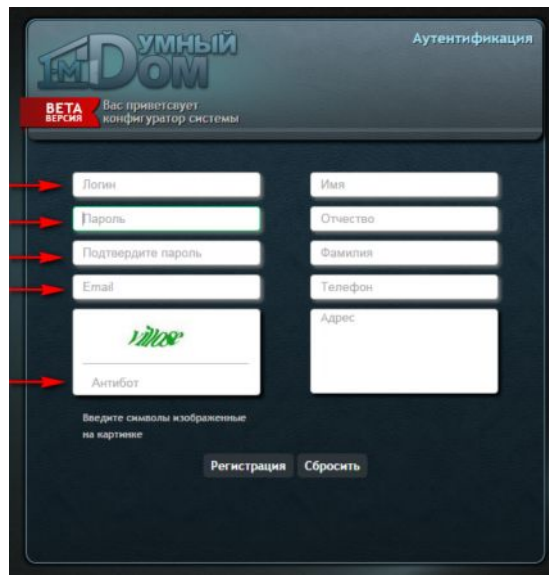 УМНЫЙ
ДОМ
Аутентификация
BETA
ВЕРСИЯ
Вас приветсвует
конфигуратор системы
Логин
Имя
Пароль
Отчество
Подтвердите пароль
Фамилия
Email
Телефон
Адрес
Антибот
Введите символы изображенные
на картинке
Регистрация
Сбросить